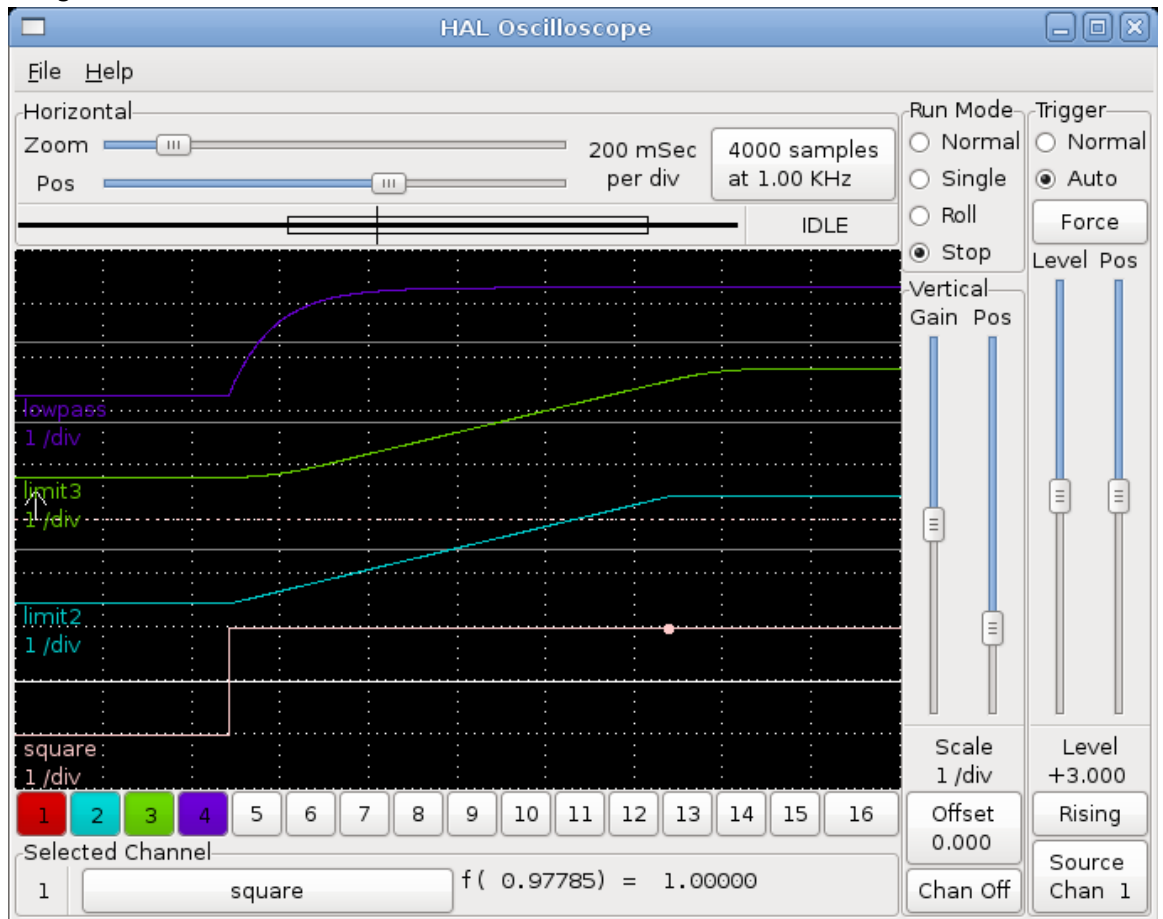 HAL Oscilloscope
File Help
Horizontal
Zoom
Pos
200 mSec
per div
4000 samples
at 1.00 KHz
IDLE
Run Mode
Normal
Single
Roll
Stop
Trigger
Normal
Auto
Force
Level Pos
Vertical
Gain Pos
lowpass
1 /div
limit3
1 /div
limit2
1 /div
square
1 /div
Scale
1 /div
Offset
0.000
Chan Off
Level
+3.000
Rising
Source
Chan 1
1 2 3 4 5 6 7 8 9 10 11 12 13 14 15 16
Selected Channel
1 square f( 0.97785) = 1.00000